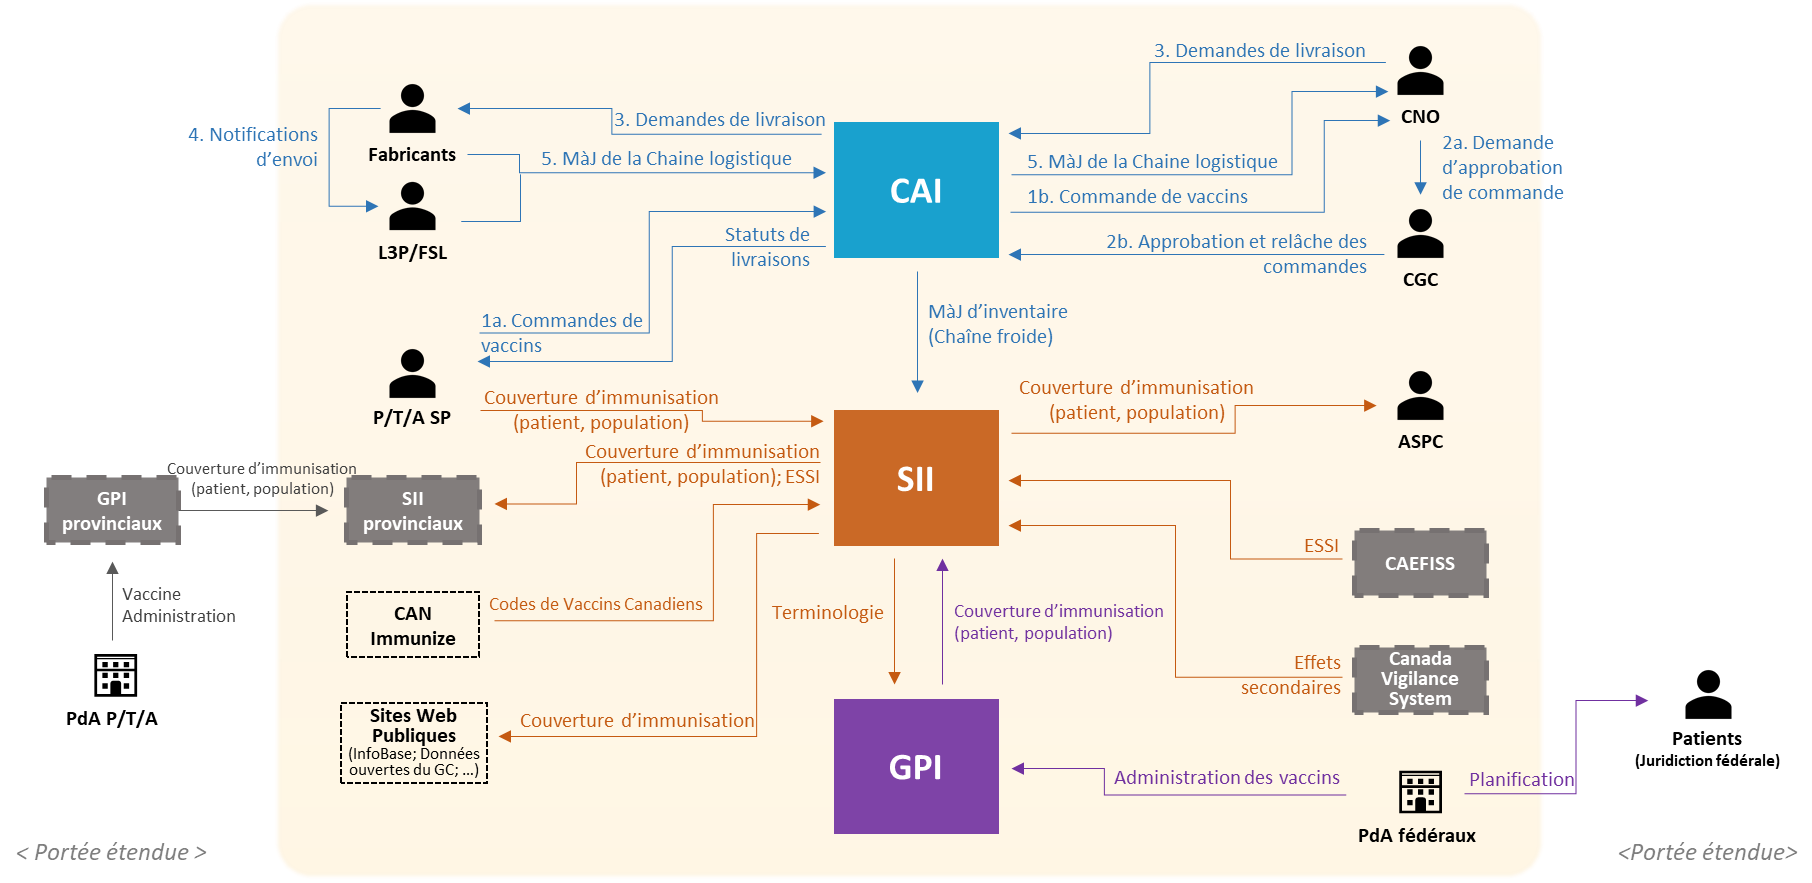 3. Demandes de livraison
CNO
3. Demandes de livraison
4. Notifications
d’envoi
Fabricants
5. MàJ de la Chaine logistique
CAI
5. MàJ de la Chaine logistique
2a. Demande
d’approbation
de commande
1b. Commande de vaccins
L3P/FSL
Statuts de
livraisons
2b. Approbation et relâche des
commandes
CGC
1a. Commandes de
vaccins
MàJ d’inventaire
(Chaîne froide)
P/T/A SP
Couverture d’immunisation
(patient, population)
Couverture d’immunisation
(patient, population)
ASPC
Couverture d’immunisation
(patient, population); ESSI
SII
Couverture d’immunisation
(patient, population)
GPI
provinciaux
SII
provinciaux
ESSI
CAEFISS
Vaccine
Administration
CAN
Immunize
Codes de Vaccins Canadiens
Terminologie
Couverture d’immunisation
(patient, population)
Effets
secondaires
Canada
Vigilance
System
PdA P/T/A
Sites Web
Publiques
(InfoBase; Données
ouvertes du GC; ...)
Couverture d’immunisation
GPI
Administration des vaccins
PdA fédéraux
Planification
Patients
(Juridiction fédérale)
< Portée étendue >
<Portée étendue>